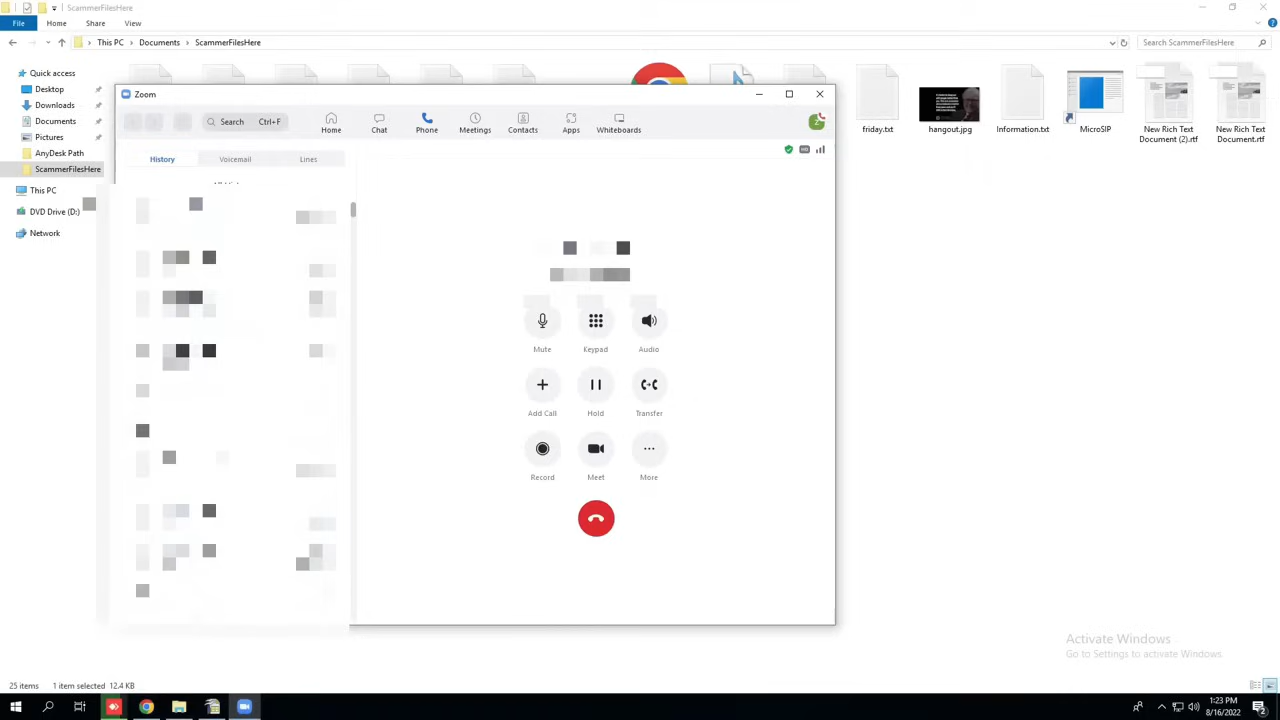 ScammerFilesHere
File Home Share View
This PC Documents ScammerFilesHere
Search ScammerFilesHere
Quick access
Desktop
Downloads
Documents
Pictures
AnyDesk Path
ScammerFilesHere
This PC
DVD Drive (D:)
Network
friday.txt
hangout.jpg
Information.txt
MicroSIP
New Rich Text
Document (2).rtf
New Rich Text
Document.rtf
Zoom
Search Ctrl+F
Home Chat Phone Meetings Contacts Apps Whiteboards
History Voicemail Lines
Mute Keypad Audio
Add Call Hold Transfer
Record Meet More
Activate Windows
Go to Settings to activate Windows.
25 items 1 item selected 12.4 KB
1:23 PM
8/16/2022
2